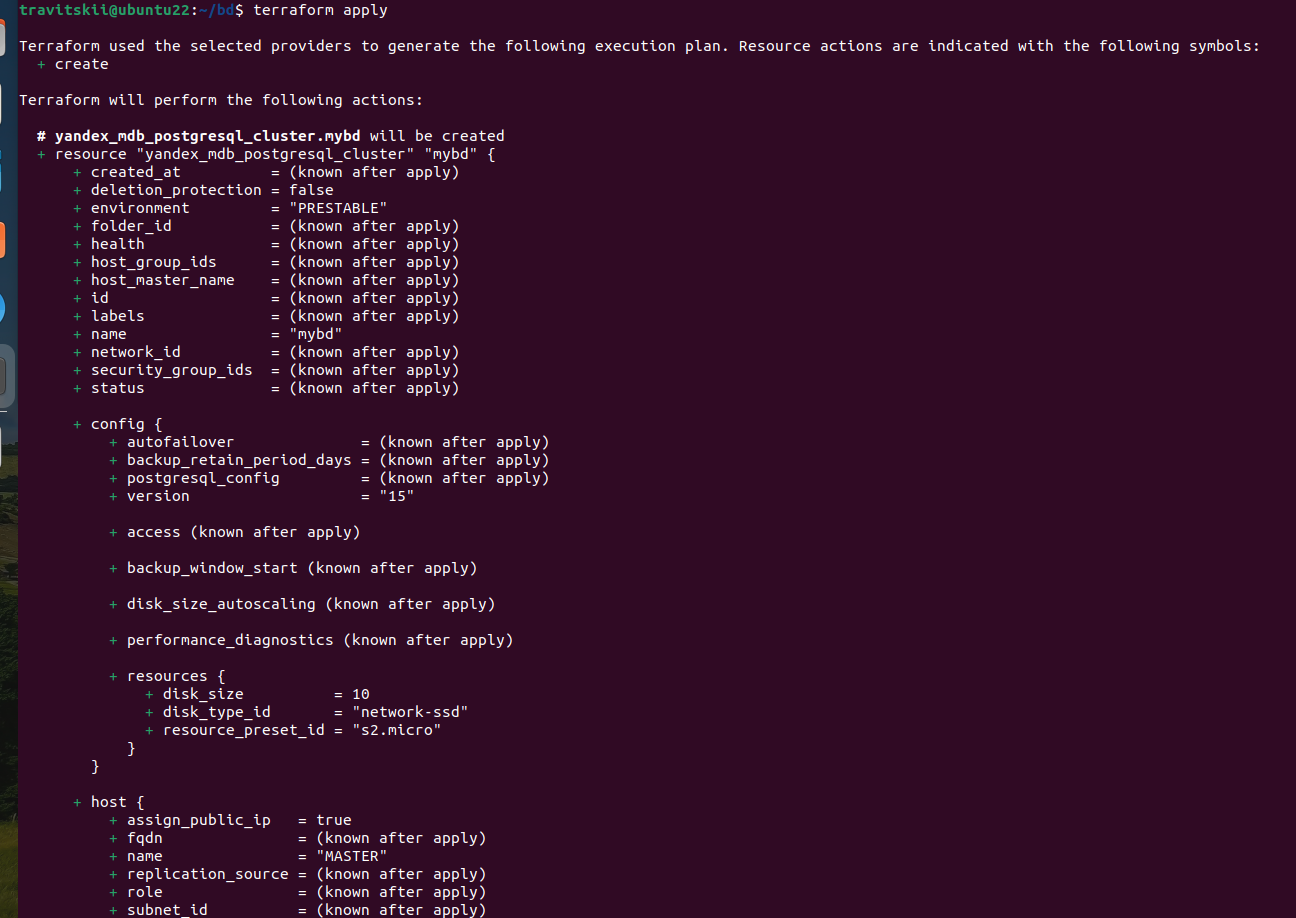 travitskii@ubuntu22:~/bd$ terraform apply
Terraform used the selected providers to generate the following execution plan. Resource actions are indicated with the following symbols:
+ create
Terraform will perform the following actions:
# yandex_mdb_postgresql_cluster.mybd will be created
+ resource "yandex_mdb_postgresql_cluster" "mybd" {
+ created_at = (known after apply)
+ deletion_protection = false
+ environment = "PRESTABLE"
+ folder_id = (known after apply)
+ health = (known after apply)
+ host_group_ids = (known after apply)
+ host_master_name = (known after apply)
+ id = (known after apply)
+ labels = (known after apply)
+ name = "mybd"
+ network_id = (known after apply)
+ security_group_ids = (known after apply)
+ status = (known after apply)
+ config {
+ autofailover = (known after apply)
+ backup_retain_period_days = (known after apply)
+ postgresql_config = (known after apply)
+ version = "15"
+ access (known after apply)
+ backup_window_start (known after apply)
+ disk_size_autoscaling (known after apply)
+ performance_diagnostics (known after apply)
+ resources {
+ disk_size = 10
+ disk_type_id = "network-ssd"
+ resource_preset_id = "s2.micro"
}
}
+ host {
+ assign_public_ip = true
+ fqdn = (known after apply)
+ name = "MASTER"
+ replication_source = (known after apply)
+ role = (known after apply)
+ subnet_id = (known after apply)